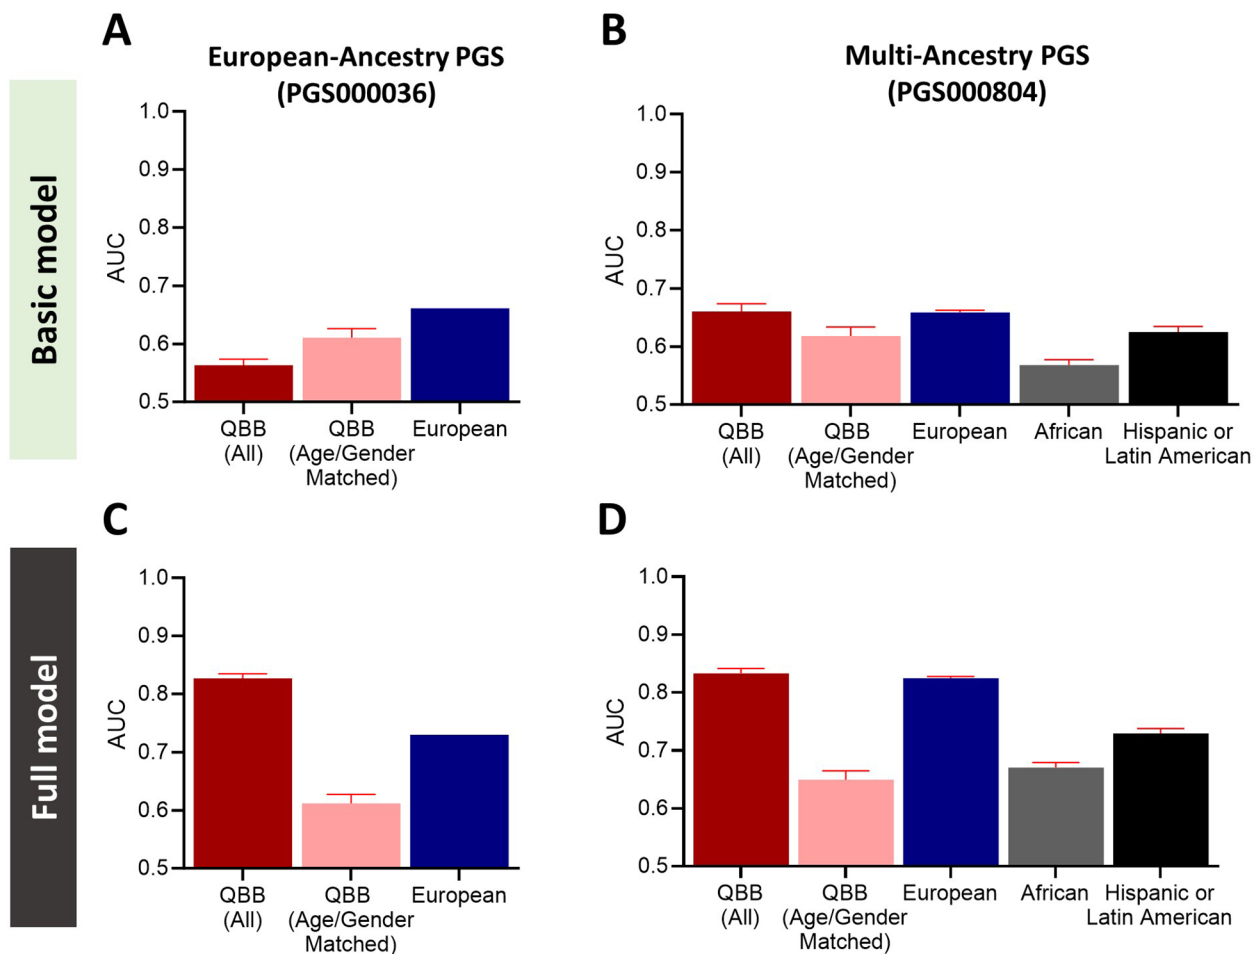 A
European-Ancestry PGS
(PGS000036)
B
Multi-Ancestry PGS
(PGS000804)
Basic model
AUC
1.0
0.9
0.8
0.7
0.6
0.5
QBB
(All)
QBB
(Age/Gender
Matched)
European
AUC
1.0
0.9
0.8
0.7
0.6
0.5
QBB
(All)
QBB
(Age/Gender
Matched)
European
African
Hispanic or
Latin American
Full model
C
AUC
1.0
0.9
0.8
0.7
0.6
0.5
QBB
(All)
QBB
(Age/Gender
Matched)
European
D
AUC
1.0
0.9
0.8
0.7
0.6
0.5
QBB
(All)
QBB
(Age/Gender
Matched)
European
African
Hispanic or
Latin American